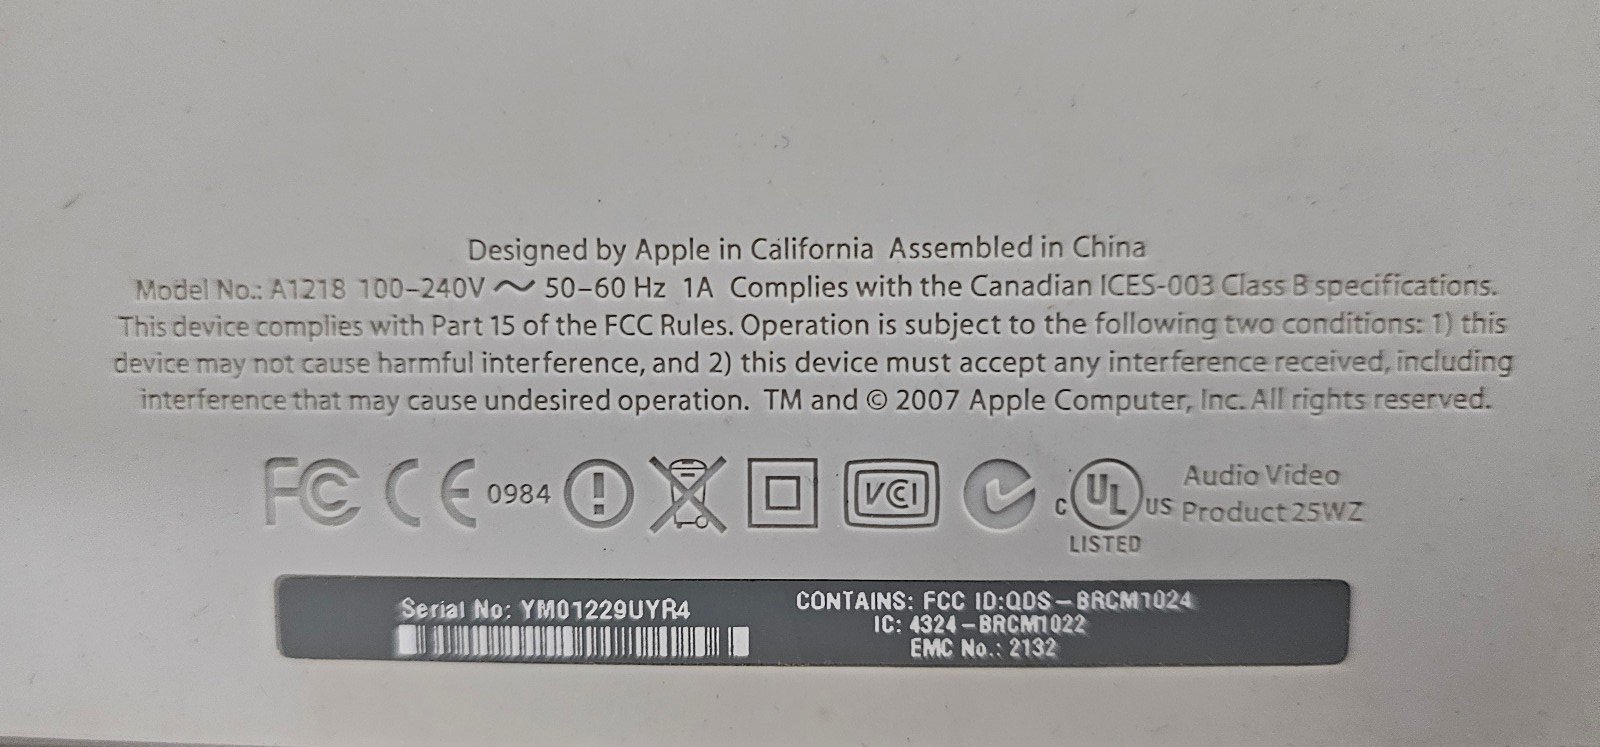 Designed by Apple in California Assembled in China
Model No.: A1218 100–240V ~ 50–60 Hz 1A Complies with the Canadian ICES-003 Class B specifications.
This device complies with Part 15 of the FCC Rules. Operation is subject to the following two conditions: 1) this
device may not cause harmful interference, and 2) this device must accept any interference received, including
interference that may cause undesired operation. TM and © 2007 Apple Computer, Inc. All rights reserved.
FC CE 0984 ! VCI C UL US LISTED Audio Video
Product 25WZ
Serial No: YM01229UYR4
CONTAINS: FCC ID:QDS–BRCM1024
IC: 4324–BRCM1022
EMC No.: 2132